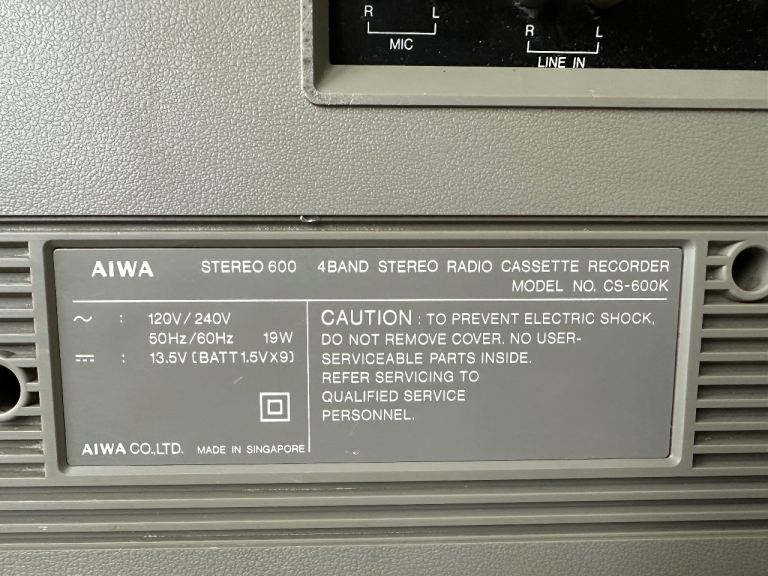 R L
MIC
R L
LINE IN
AIWA STEREO 600 4BAND STEREO RADIO CASSETTE RECORDER
MODEL NO. CS-600K
~ : 120V/240V
50Hz/60Hz 19W
⎓ : 13.5V (BATT 1.5V×9)
AIWA CO.,LTD. MADE IN SINGAPORE
CAUTION : TO PREVENT ELECTRIC SHOCK,
DO NOT REMOVE COVER. NO USER-
SERVICEABLE PARTS INSIDE.
REFER SERVICING TO
QUALIFIED SERVICE
PERSONNEL.